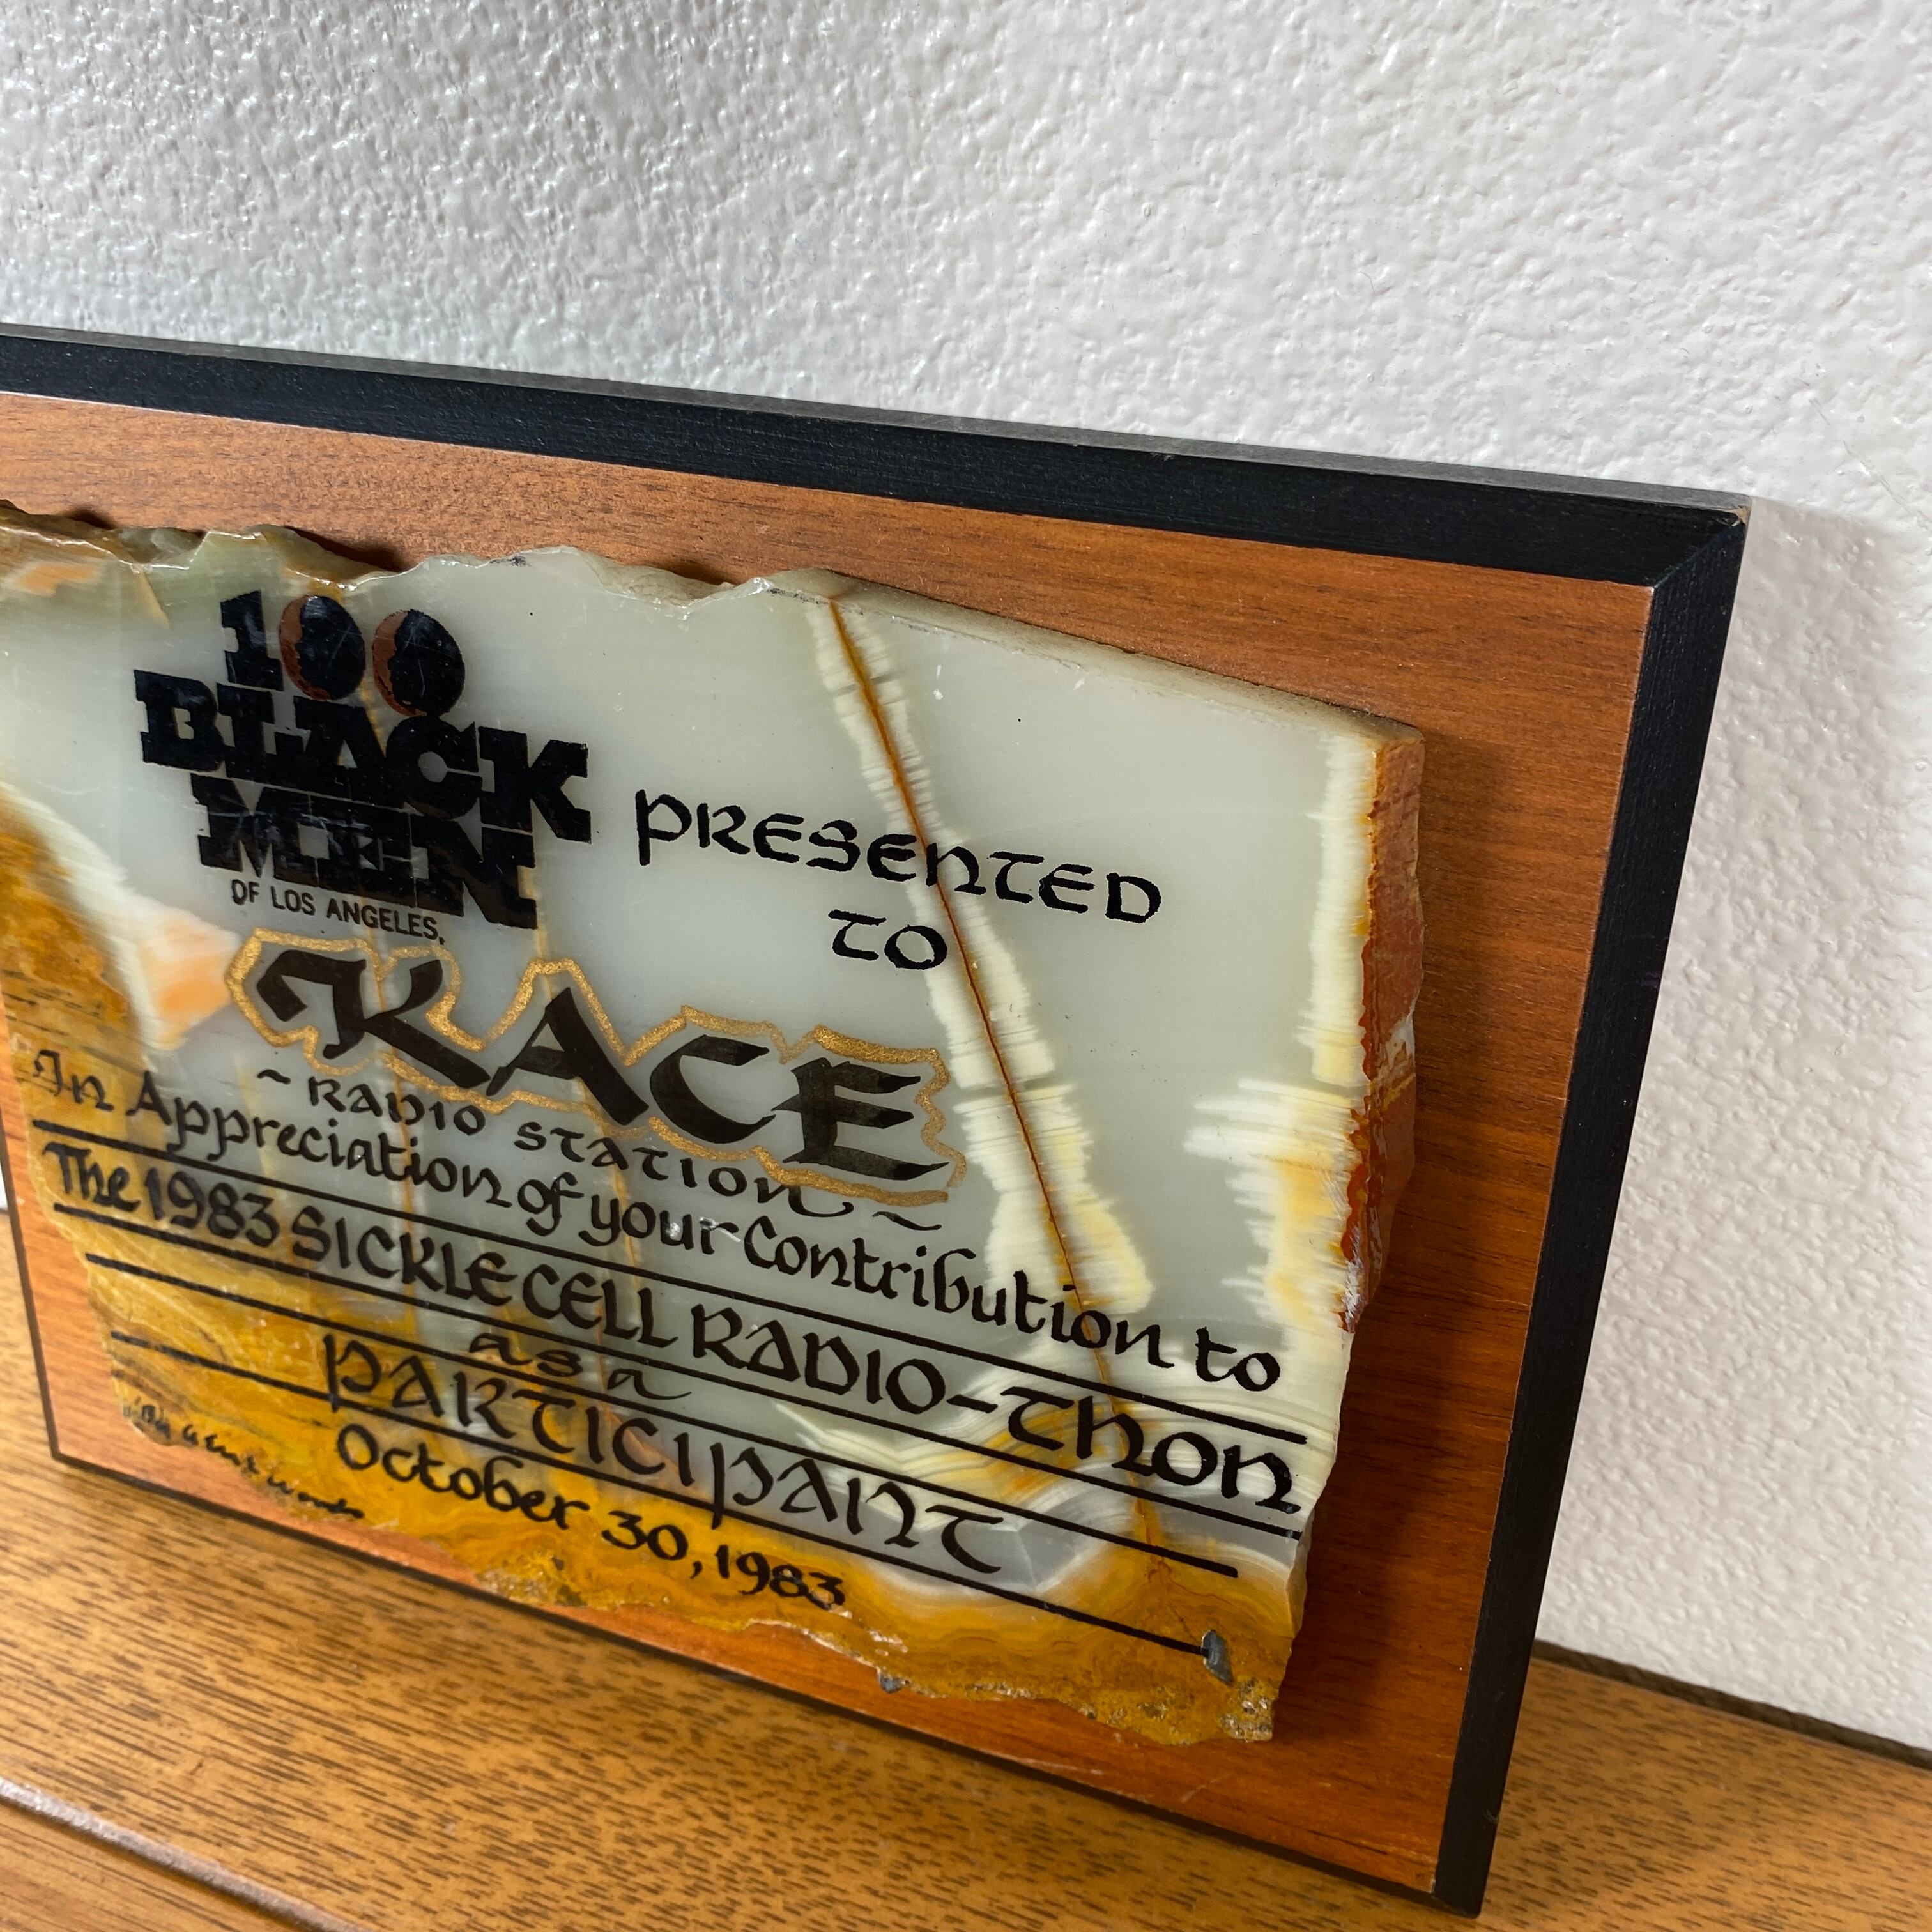 100
BLACK
MEN
OF LOS ANGELES,
PRESENTED
TO
KACE
~ RADIO STATION ~
In Appreciation of your Contribution to
The 1983 SICKLE CELL RADIO-THON
as a
PARTICIPANT
October 30, 1983